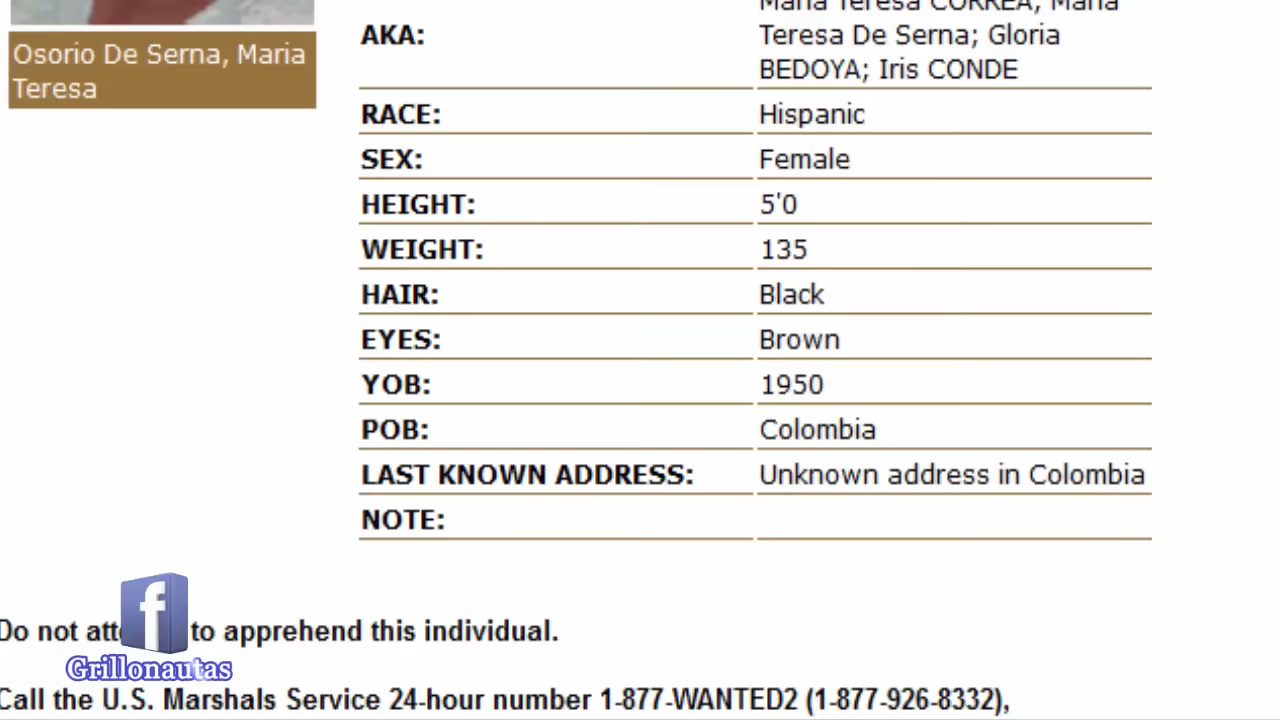 Maria Teresa CORREA; Maria
AKA:
Teresa De Serna; Gloria
BEDOYA; Iris CONDE
Osorio De Serna, Maria
Teresa
RACE: Hispanic
SEX: Female
HEIGHT: 5'0
WEIGHT: 135
HAIR: Black
EYES: Brown
YOB: 1950
POB: Colombia
LAST KNOWN ADDRESS: Unknown address in Colombia
NOTE:
Do not to apprehend this individual.
f
Grillonautas
Call the U.S. Marshals Service 24-hour number 1-877-WANTED2 (1-877-926-8332),